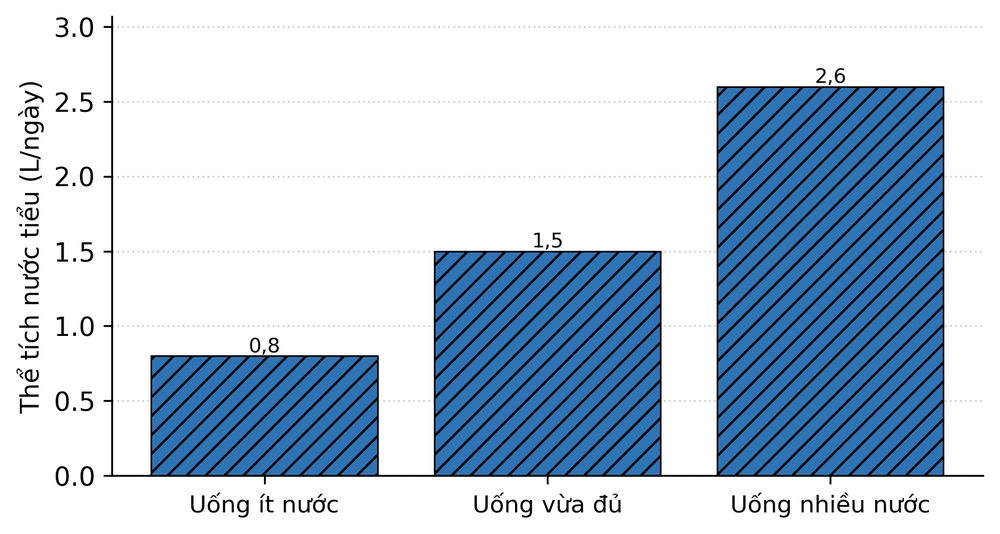 Thể tích nước tiểu (L/ngày)
3.0
2.5
2.0
1.5
1.0
0.5
0.0
0,8
1,5
2,6
Uống ít nước
Uống vừa đủ
Uống nhiều nước